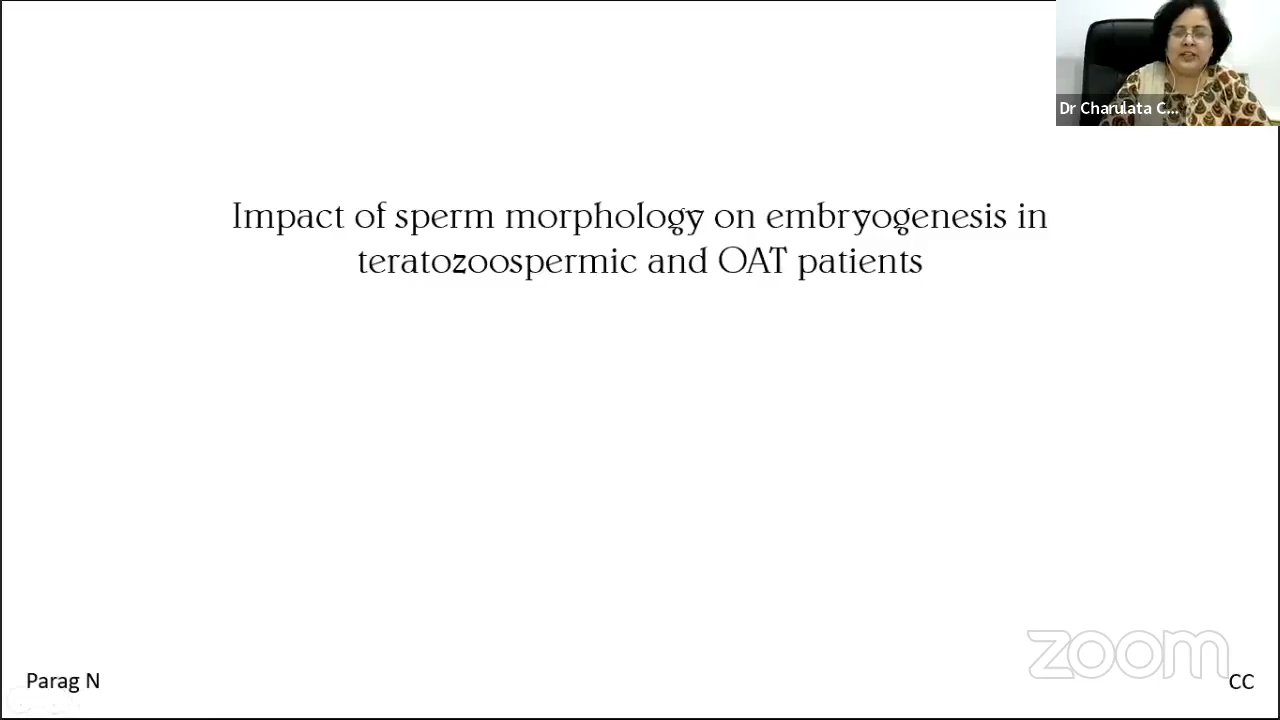 Dr Charulata C...
Impact of sperm morphology on embryogenesis in
teratozoospermic and OAT patients
zoom
Parag N
CC